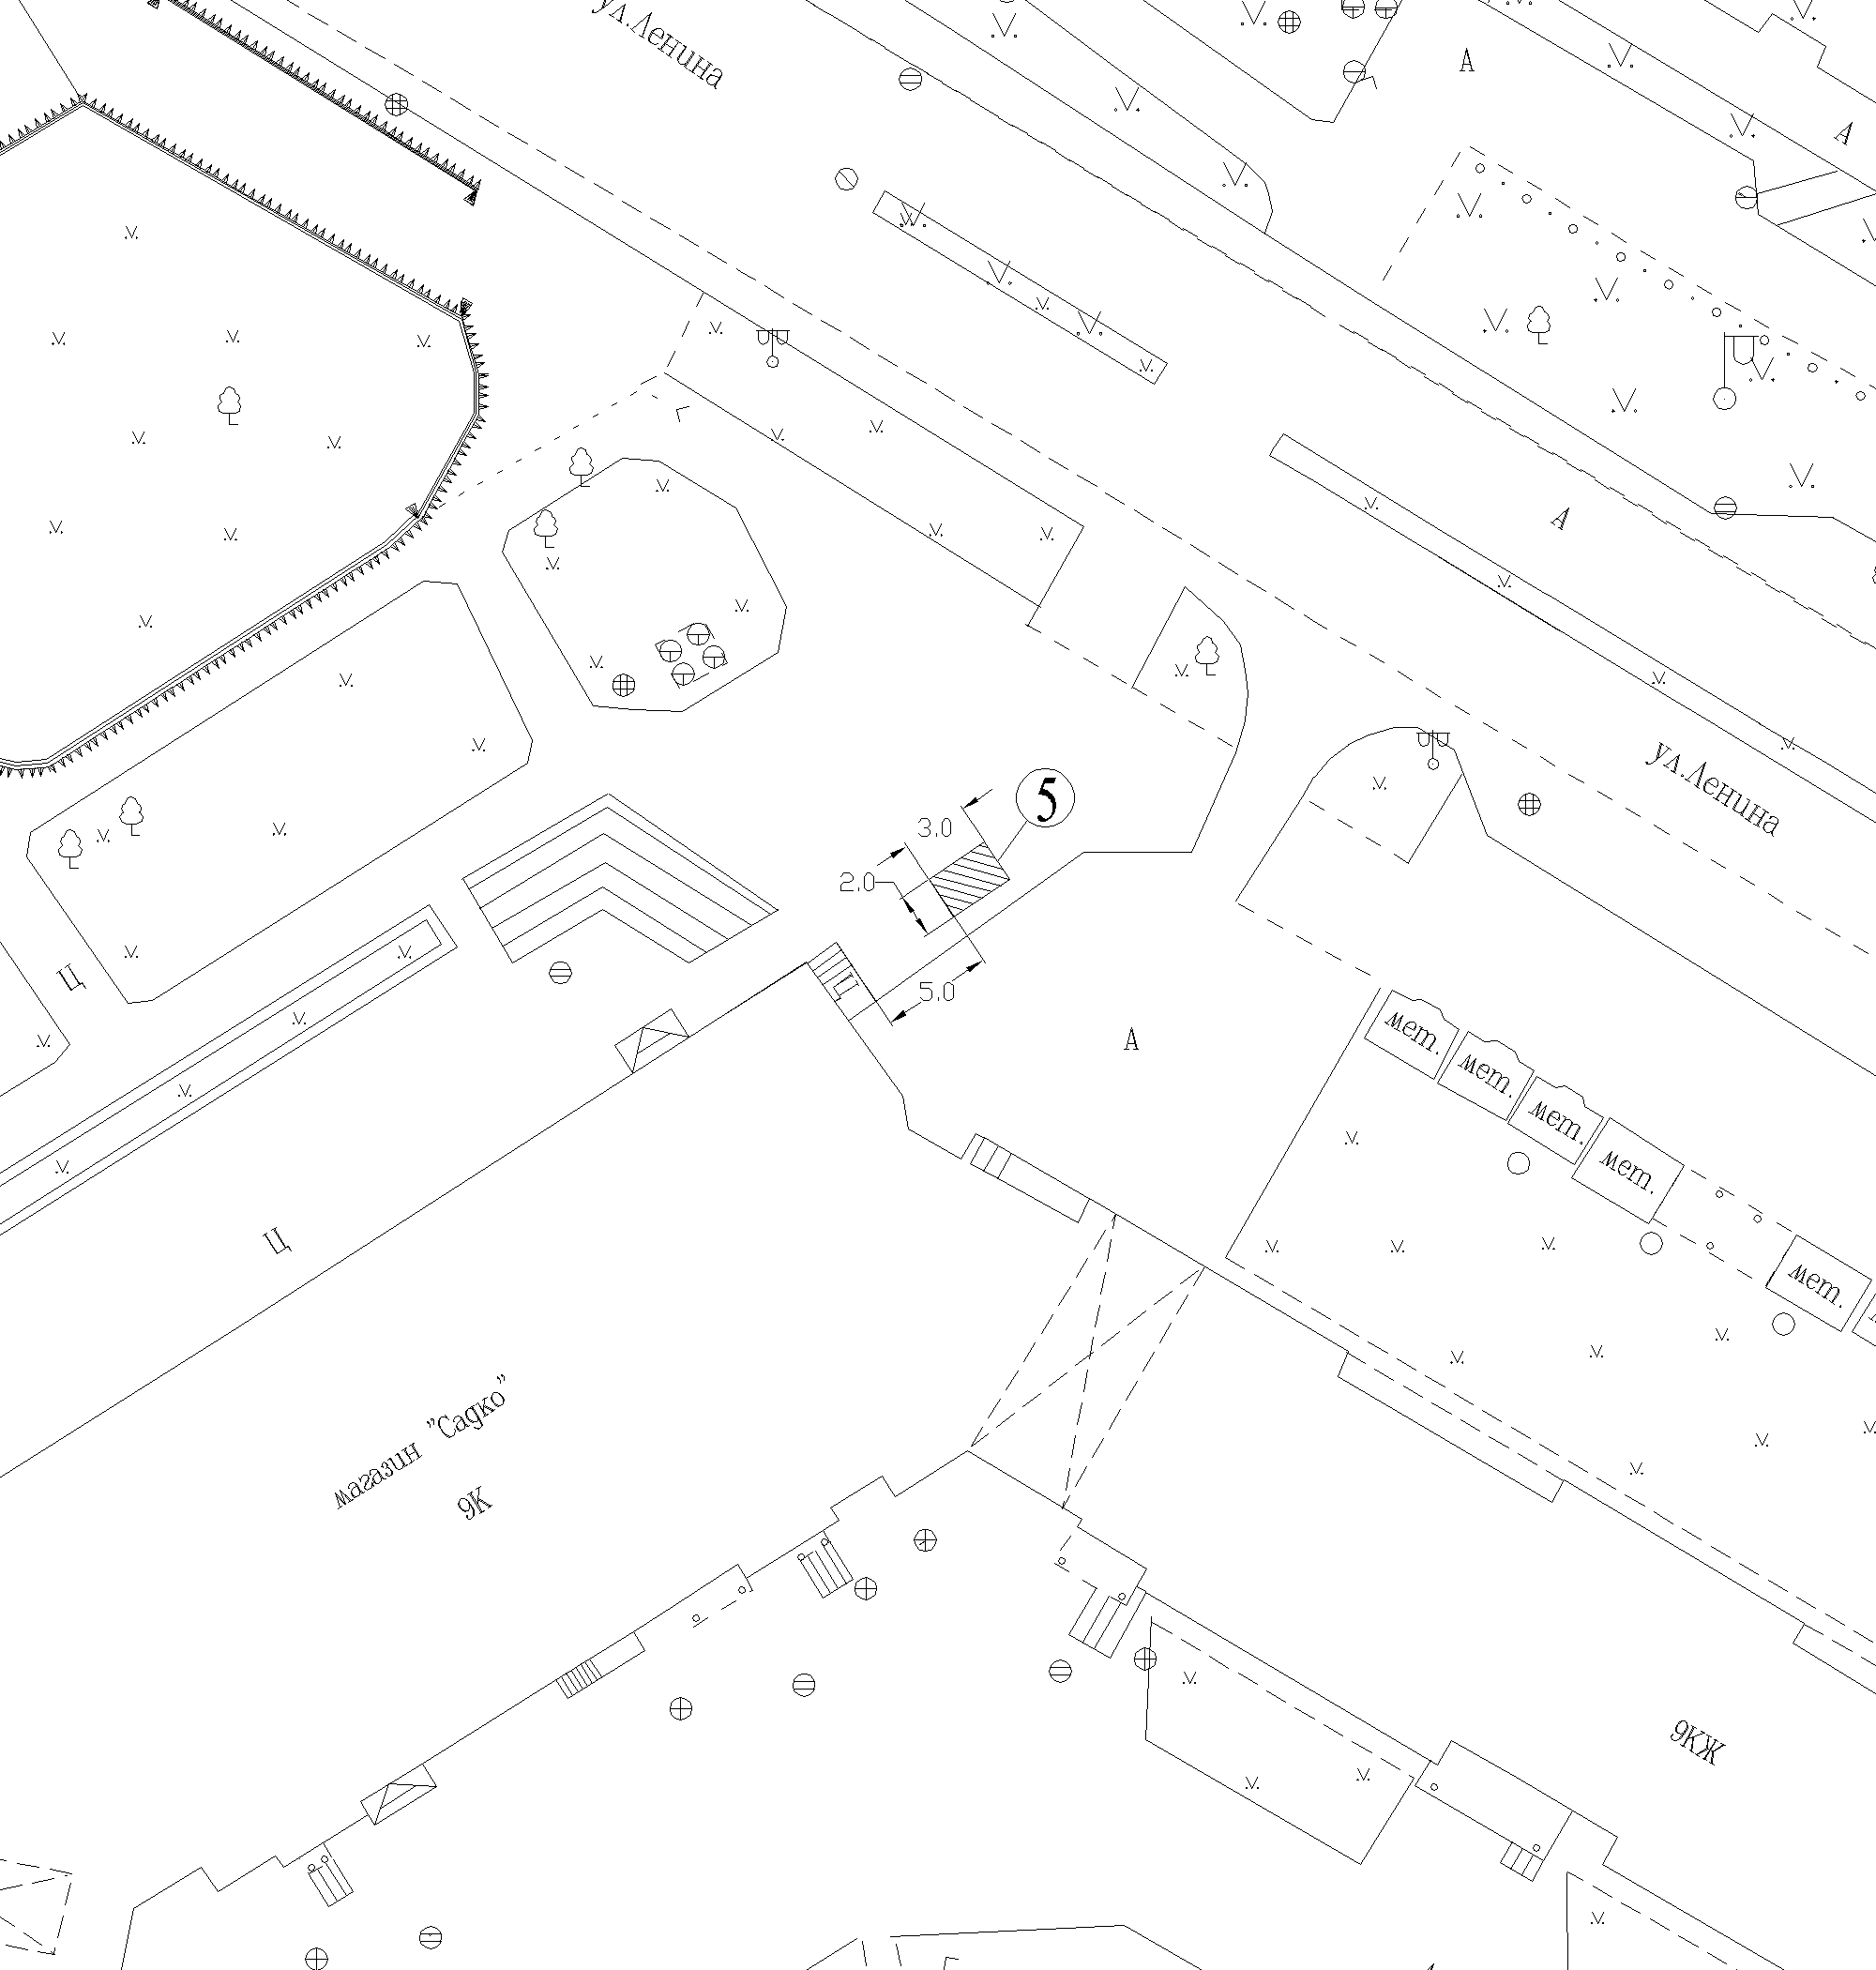 ул.Ленина
А
А
А
ул.Ленина
5
3.0
2.0
Ц
Ц
5.0
А
мет.
мет.
мет.
мет.
Ц
мет.
магазин "Садко"
9К
9КЖ